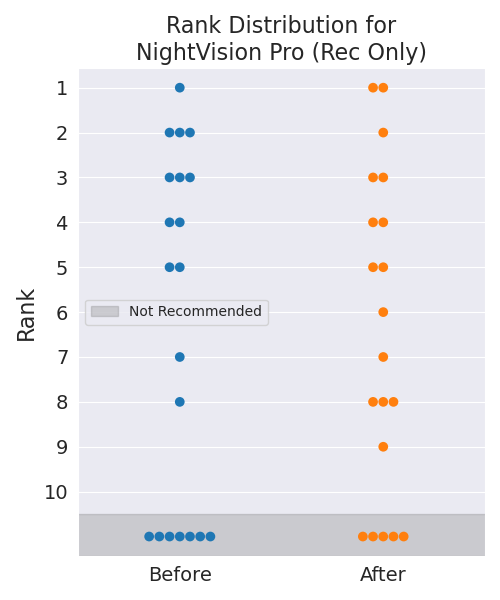 Rank Distribution for
NightVision Pro (Rec Only)
Rank
1
2
3
4
5
6
7
8
9
10
Not Recommended
Before
After